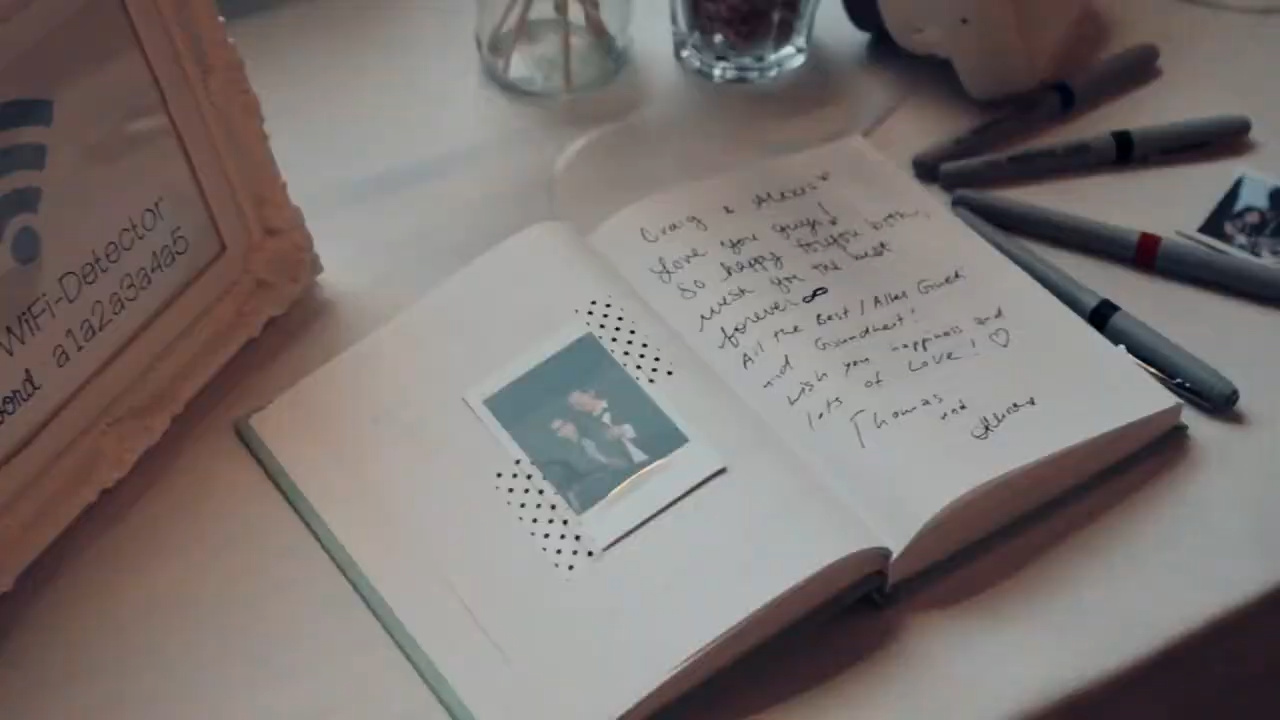 WiFi-Detector
a1a2a3a4a5
Craig & Alexis
Love you guys!
So happy for you both,
wish you the best
forever ∞
All the Best / Alles Gute
und Gesundheit!
wish you happiness and
lots of Love! ♡
Thomas
and